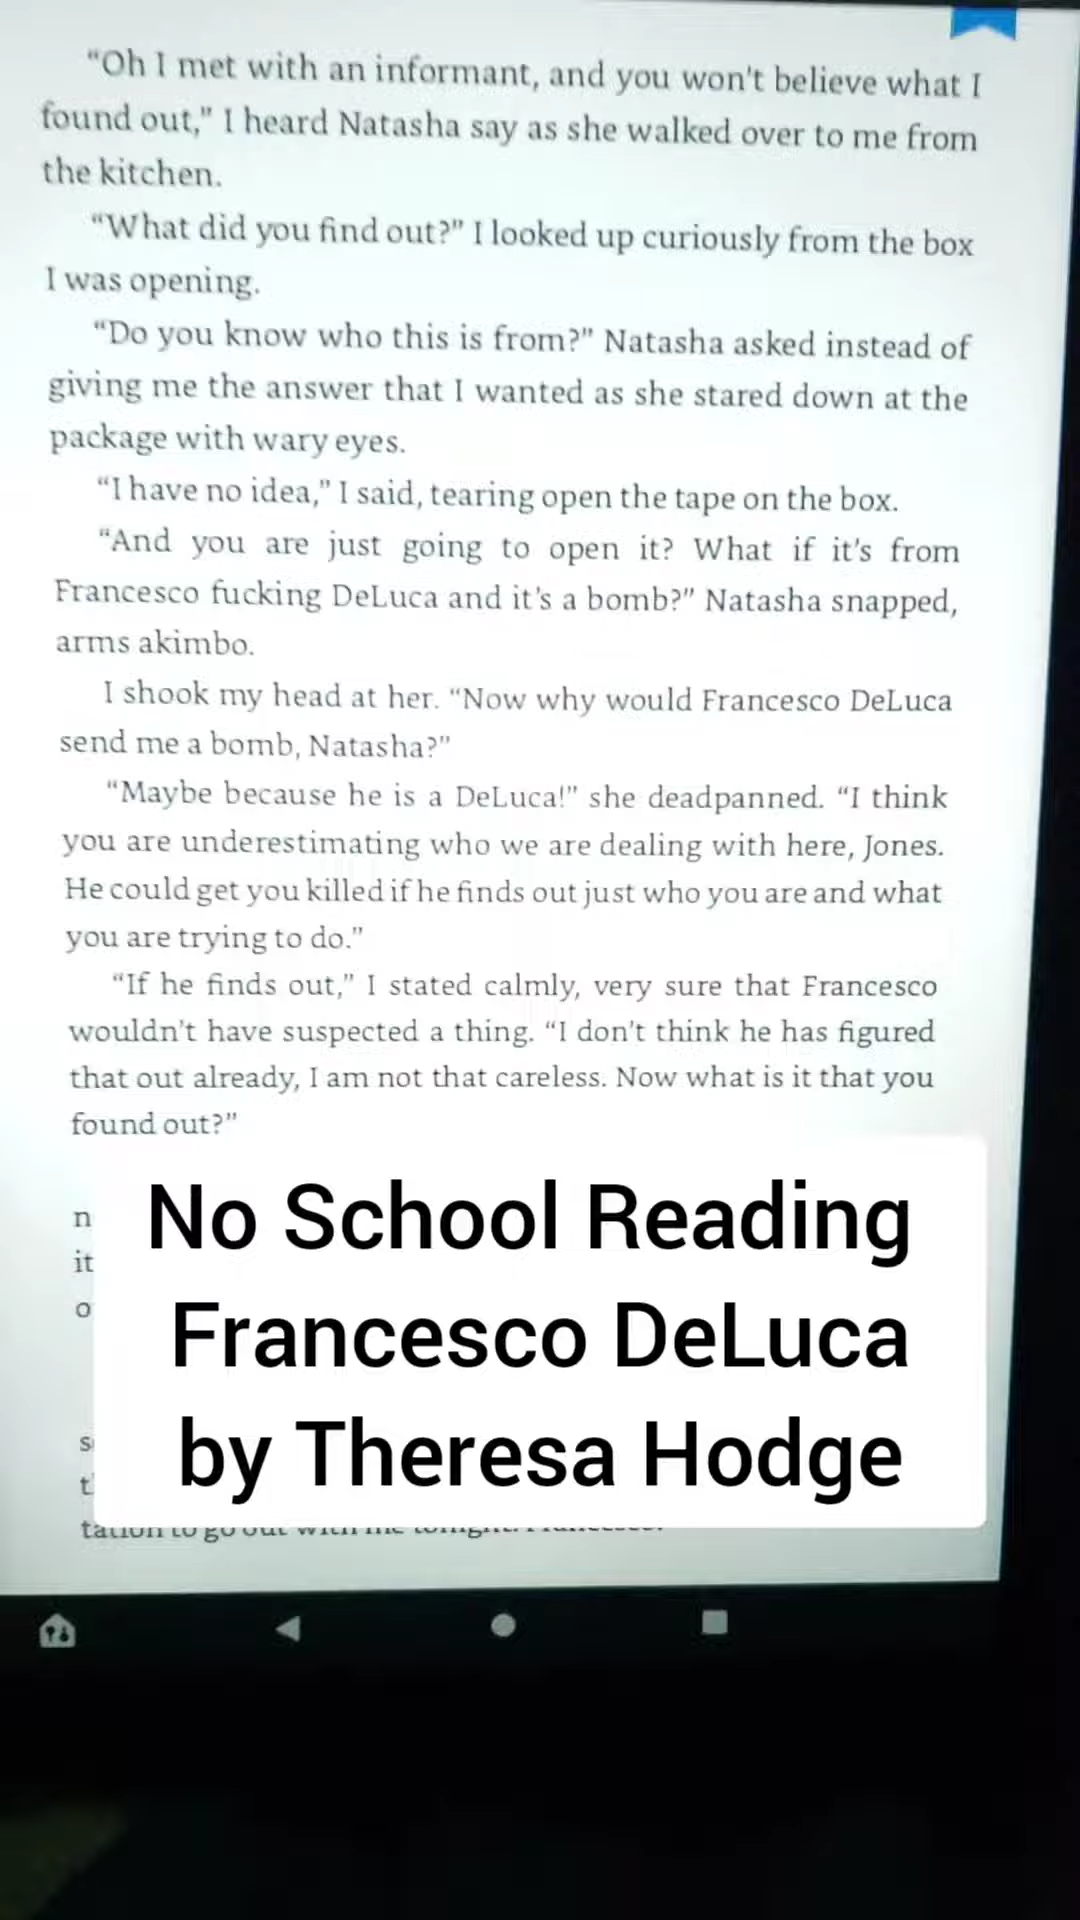 “Oh I met with an informant, and you won't believe what I
found out,” I heard Natasha say as she walked over to me from
the kitchen.
“What did you find out?” I looked up curiously from the box
I was opening.
“Do you know who this is from?” Natasha asked instead of
giving me the answer that I wanted as she stared down at the
package with wary eyes.
“I have no idea,” I said, tearing open the tape on the box.
“And you are just going to open it? What if it's from
Francesco fucking DeLuca and it's a bomb?” Natasha snapped,
arms akimbo.
I shook my head at her. “Now why would Francesco DeLuca
send me a bomb, Natasha?”
“Maybe because he is a DeLuca!” she deadpanned. “I think
you are underestimating who we are dealing with here, Jones.
He could get you killed if he finds out just who you are and what
you are trying to do.”
“If he finds out,” I stated calmly, very sure that Francesco
wouldn't have suspected a thing. “I don't think he has figured
that out already, I am not that careless. Now what is it that you
found out?”
n
it
o
No School Reading
Francesco DeLuca
by Theresa Hodge
tation to go out with me tonight.